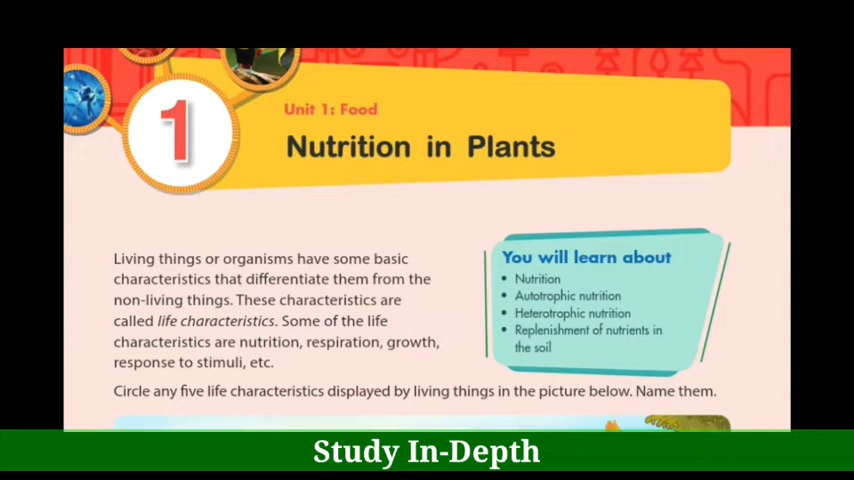 1
Unit 1: Food
Nutrition in Plants
Living things or organisms have some basic
characteristics that differentiate them from the
non-living things. These characteristics are
called life characteristics. Some of the life
characteristics are nutrition, respiration, growth,
response to stimuli, etc.
You will learn about
• Nutrition
• Autotrophic nutrition
• Heterotrophic nutrition
• Replenishment of nutrients in
the soil
Circle any five life characteristics displayed by living things in the picture below. Name them.
Study In-Depth